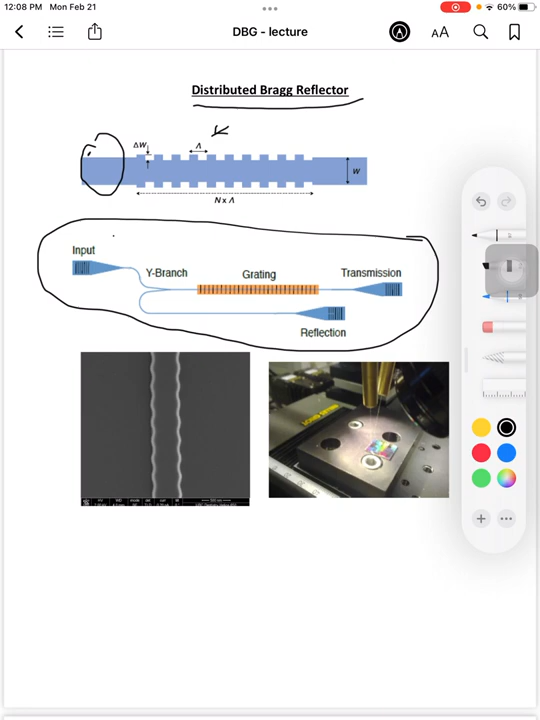 12:08 PM Mon Feb 21
60%
DBG - lecture
AA
Distributed Bragg Reflector
ΔW
Λ
W
N x Λ
Input
Y-Branch
Grating
Transmission
Reflection